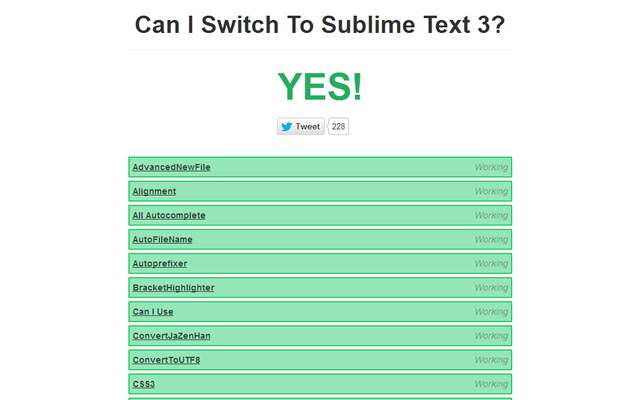 Can I Switch To Sublime Text 3?
YES!
Tweet 228
AdvancedNewFile Working
Alignment Working
All Autocomplete Working
AutoFileName Working
Autoprefixer Working
BracketHighlighter Working
Can I Use Working
ConvertJaZenHan Working
ConvertToUTF8 Working
CSS3 Working